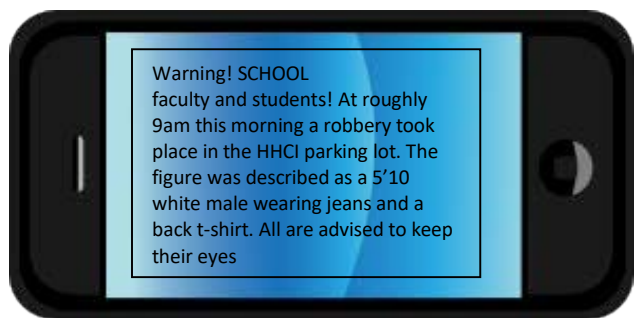 Warning! SCHOOL
faculty and students! At roughly
9am this morning a robbery took
place in the HHCI parking lot. The
figure was described as a 5’10
white male wearing jeans and a
back t-shirt. All are advised to keep
their eyes